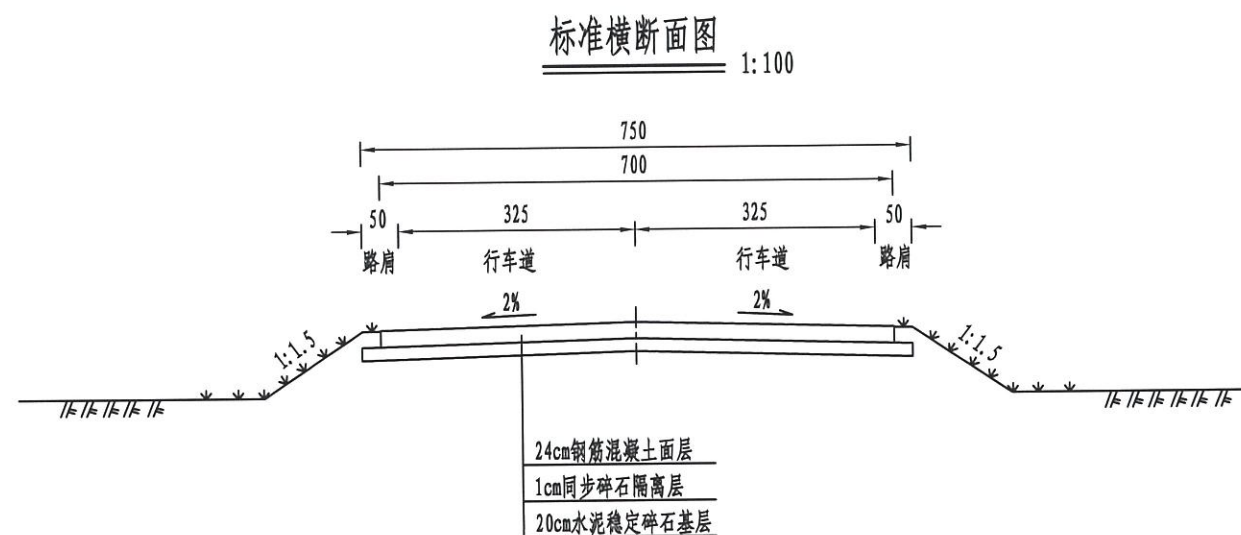 标准横断面图
1:100
750
700
50 325 325 50
路肩 行车道 行车道 路肩
2% 2%
1:1.5 1:1.5
24cm钢筋混凝土面层
1cm同步碎石隔离层
20cm水泥稳定碎石基层